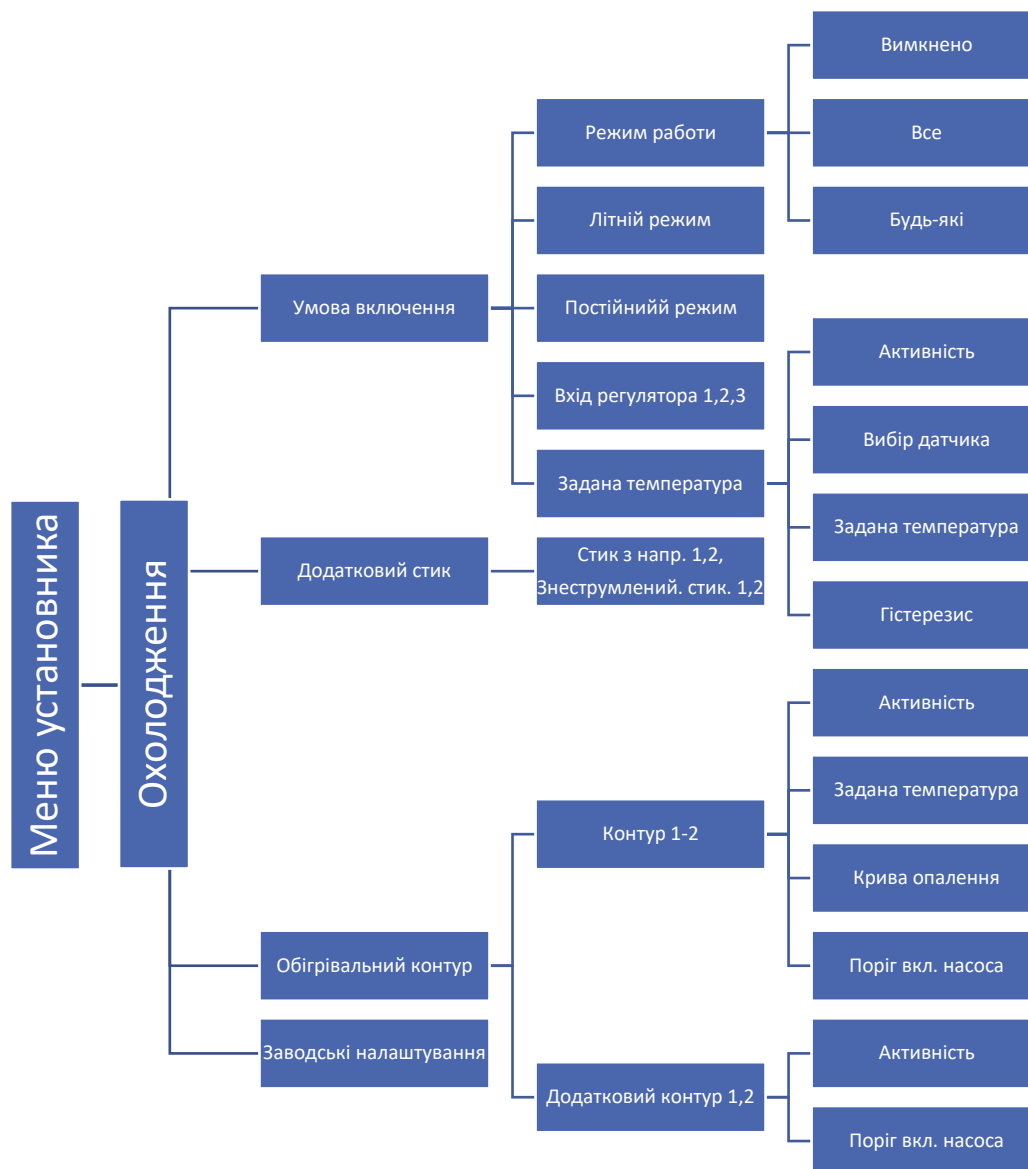 Меню установника
Охолодження
Умова включення
Режим работи
Вимкнено
Все
Будь-які
Літній режим
Постійнийй режим
Вхід регулятора 1,2,3
Задана температура
Активність
Вибір датчика
Задана температура
Гістерезис
Додатковий стик
Стик з напр. 1,2,
Знеструмлений. стик. 1,2
Обігрівальний контур
Контур 1-2
Активність
Задана температура
Крива опалення
Поріг вкл. насоса
Додатковий контур 1,2
Активність
Поріг вкл. насоса
Заводські налаштування